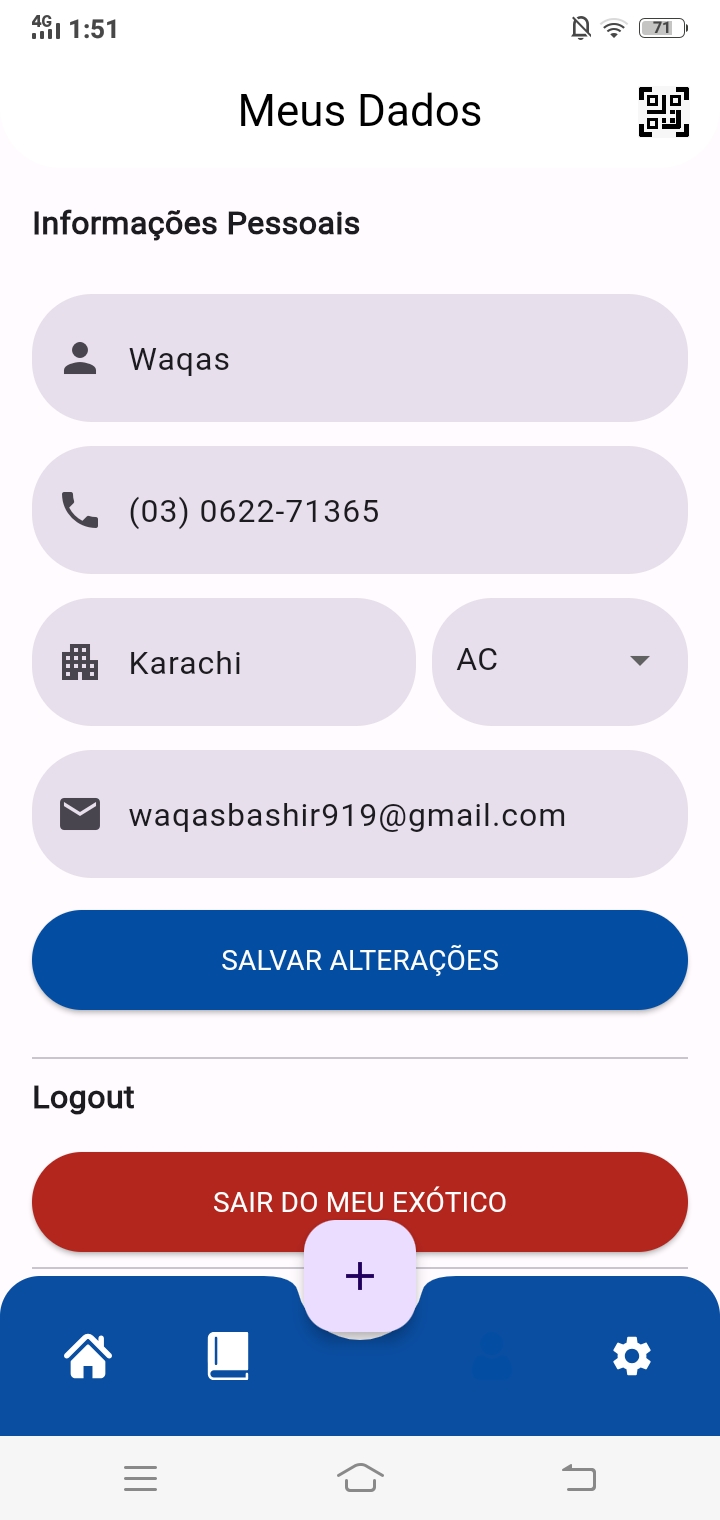 4G 1:51 71
Meus Dados
Informações Pessoais
Waqas
(03) 0622-71365
Karachi
AC
waqasbashir919@gmail.com
SALVAR ALTERAÇÕES
Logout
SAIR DO MEU EXÓTICO